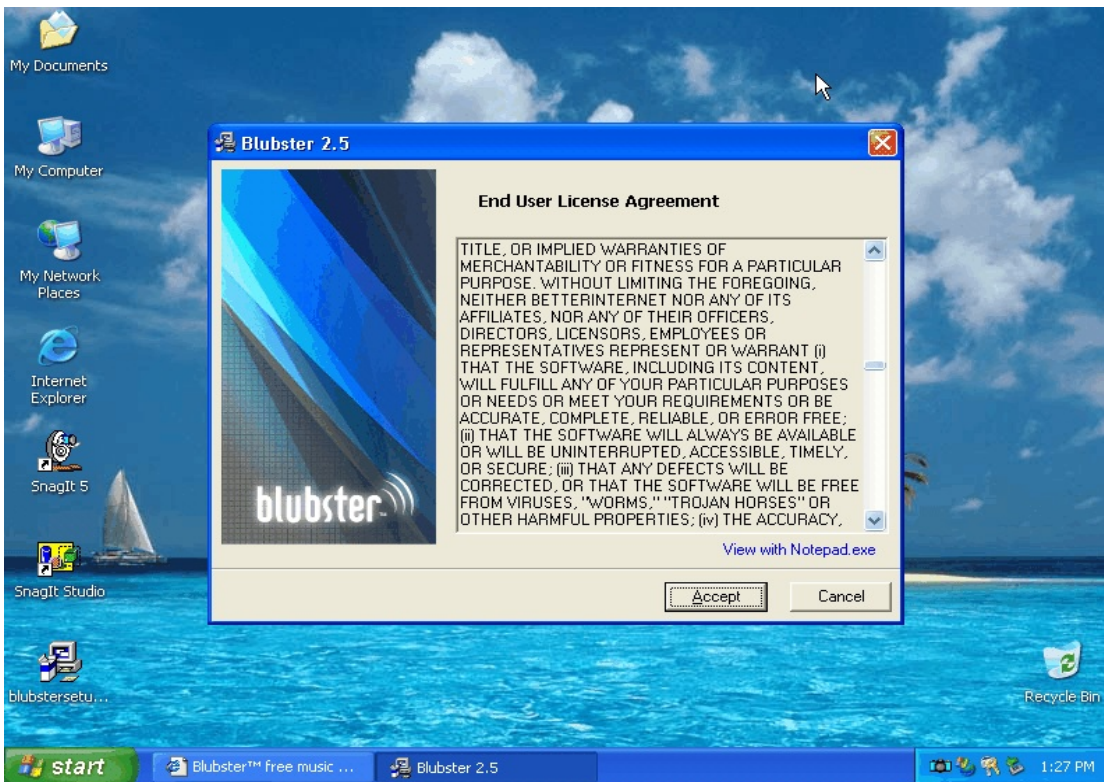 My Documents
My Computer
My Network
Places
Internet
Explorer
SnagIt 5
SnagIt Studio
blubstersetu...
Blubster 2.5
End User License Agreement
TITLE, OR IMPLIED WARRANTIES OF
MERCHANTABILITY OR FITNESS FOR A PARTICULAR
PURPOSE. WITHOUT LIMITING THE FOREGOING,
NEITHER BETTERINTERNET NOR ANY OF ITS
AFFILIATES, NOR ANY OF THEIR OFFICERS,
DIRECTORS, LICENSORS, EMPLOYEES OR
REPRESENTATIVES REPRESENT OR WARRANT (i)
THAT THE SOFTWARE, INCLUDING ITS CONTENT,
WILL FULFILL ANY OF YOUR PARTICULAR PURPOSES
OR NEEDS OR MEET YOUR REQUIREMENTS OR BE
ACCURATE, COMPLETE, RELIABLE, OR ERROR FREE;
(ii) THAT THE SOFTWARE WILL ALWAYS BE AVAILABLE
OR WILL BE UNINTERRUPTED, ACCESSIBLE, TIMELY,
OR SECURE; (iii) THAT ANY DEFECTS WILL BE
CORRECTED, OR THAT THE SOFTWARE WILL BE FREE
FROM VIRUSES, "WORMS," "TROJAN HORSES" OR
OTHER HARMFUL PROPERTIES; (iv) THE ACCURACY,
blubster
View with Notepad.exe
Accept
Cancel
Recycle Bin
start
Blubster™ free music ...
Blubster 2.5
1:27 PM